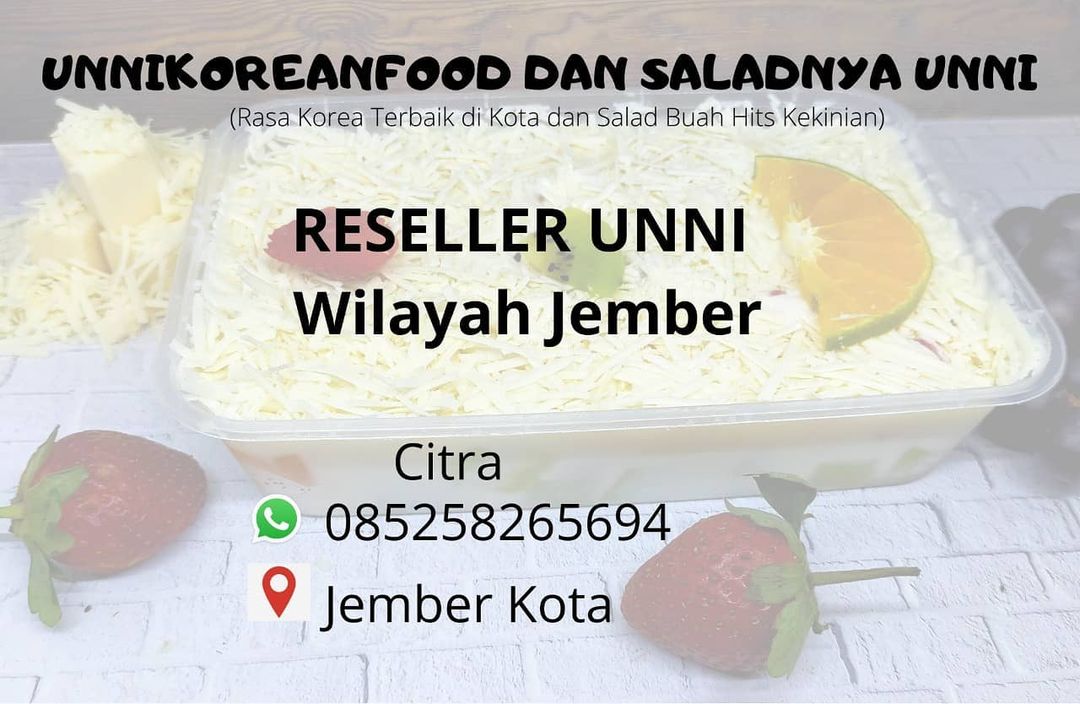 UNNIKOREANFOOD DAN SALADNYA UNNI
(Rasa Korea Terbaik di Kota dan Salad Buah Hits Kekinian)
RESELLER UNNI
Wilayah Jember
Citra
085258265694
Jember Kota